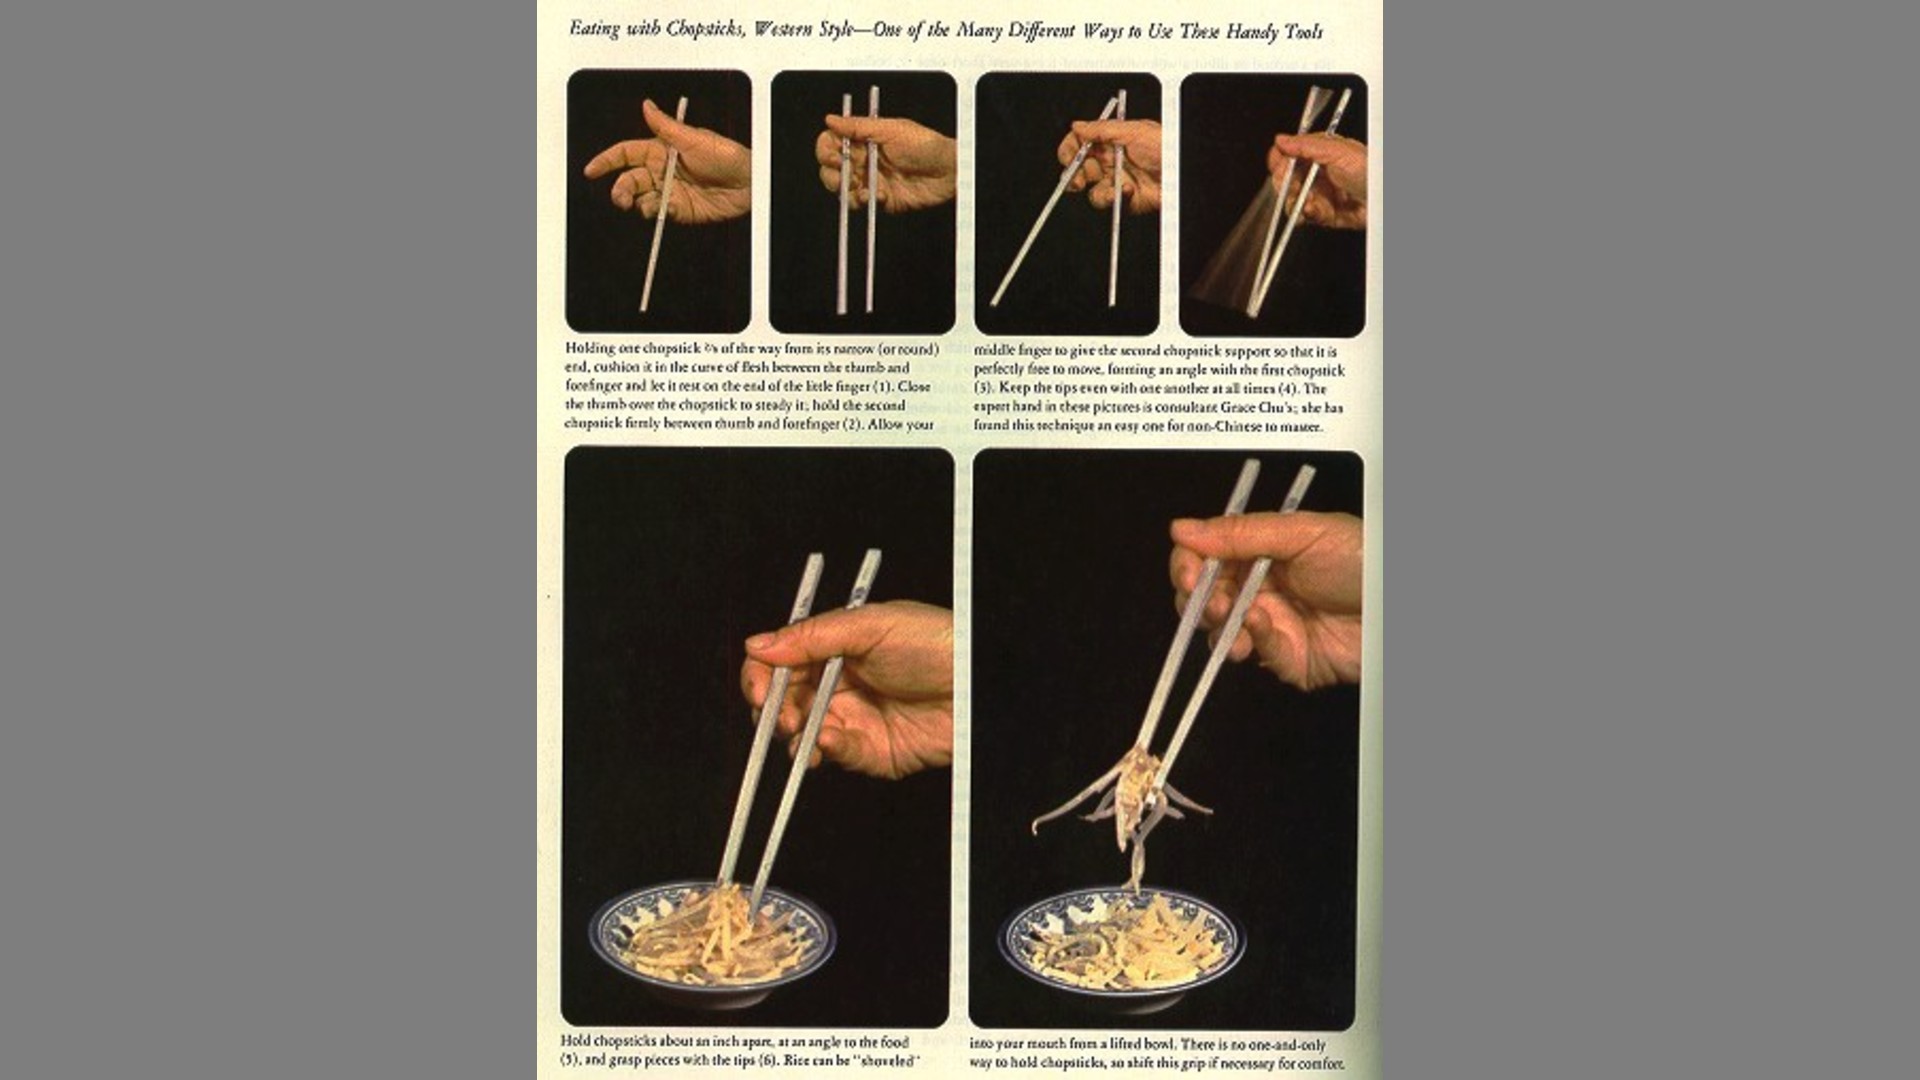 Eating with Chopsticks, Western Style—One of the Many Different Ways to Use These Handy Tools
Holding one chopstick ⅔s of the way from its narrow (or round)
end, cushion it in the curve of flesh between the thumb and
forefinger and let it rest on the end of the little finger (1). Close
the thumb over the chopstick to steady it; hold the second
chopstick firmly between thumb and forefinger (2). Allow your
middle finger to give the second chopstick support so that it is
perfectly free to move, forming an angle with the first chopstick
(3). Keep the tips even with one another at all times (4). The
expert hand in these pictures is consultant Grace Chu's; she has
found this technique an easy one for non-Chinese to master.
Hold chopsticks about an inch apart, at an angle to the food
(5), and grasp pieces with the tips (6). Rice can be "shoveled"
into your mouth from a lifted bowl. There is no one-and-only
way to hold chopsticks, so shift this grip if necessary for comfort.